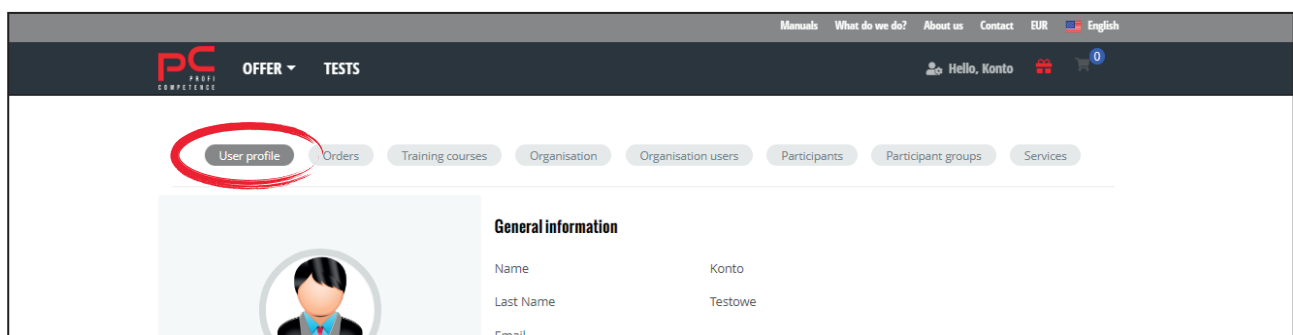 Manuals What do we do? About us Contact EUR English
PC PROFI COMPETENCE OFFER TESTS Hello, Konto 0
User profile Orders Training courses Organisation Organisation users Participants Participant groups Services
General information
Name Konto
Last Name Testowe
Email